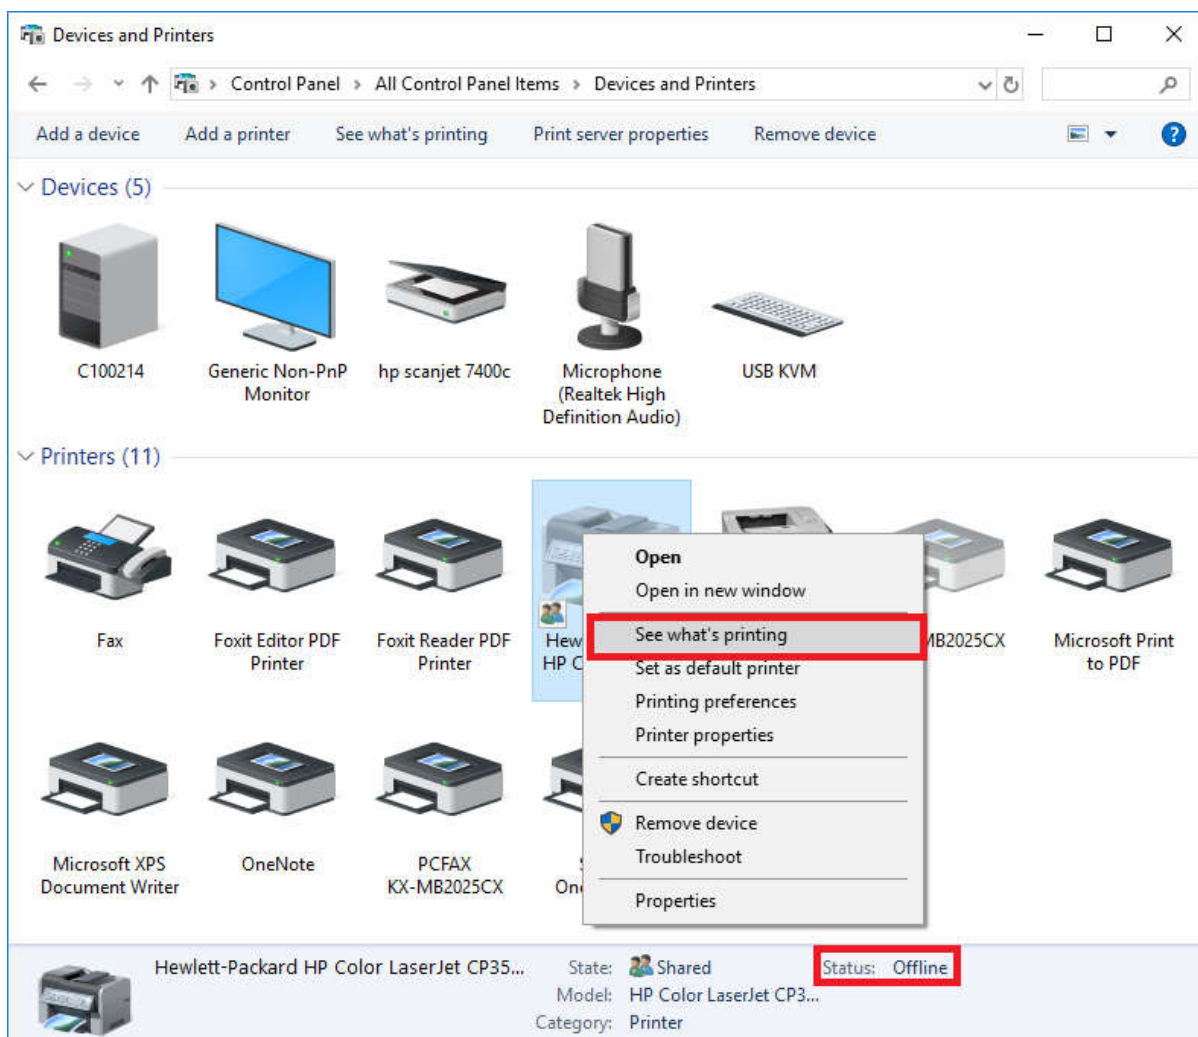 Devices and Printers
Control Panel > All Control Panel Items > Devices and Printers
Add a device Add a printer See what's printing Print server properties Remove device ?
Devices (5)
C100214
Generic Non-PnP
Monitor
hp scanjet 7400c
Microphone
(Realtek High
Definition Audio)
USB KVM
Printers (11)
Fax
Foxit Editor PDF
Printer
Foxit Reader PDF
Printer
Hew
HP C
MB2025CX
Microsoft Print
to PDF
Open
Open in new window
See what's printing
Set as default printer
Printing preferences
Printer properties
Create shortcut
Remove device
Troubleshoot
Properties
Microsoft XPS
Document Writer
OneNote
PCFAX
KX-MB2025CX
On
Hewlett-Packard HP Color LaserJet CP35...
State: Shared
Status: Offline
Model: HP Color LaserJet CP3...
Category: Printer